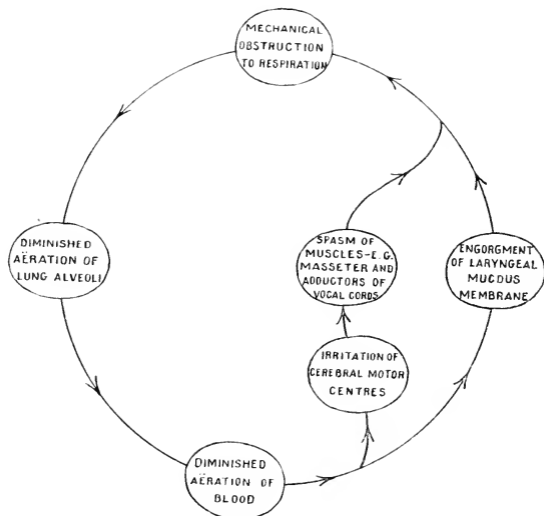 MECHANICAL
OBSTRUCTION
TO RESPIRATION
DIMINISHED
AËRATION OF
LUNG ALVEOLI
SPASM OF
MUSCLES-E.G.
MASSETER AND
ADDUCTORS OF
VOCAL CORDS
ENGORGMENT
OF LARYNGEAL
MUCOUS
MEMBRANE
IRRITATION OF
CEREBRAL MOTOR
CENTRES
DIMINISHED
AËRATION OF
BLOOD